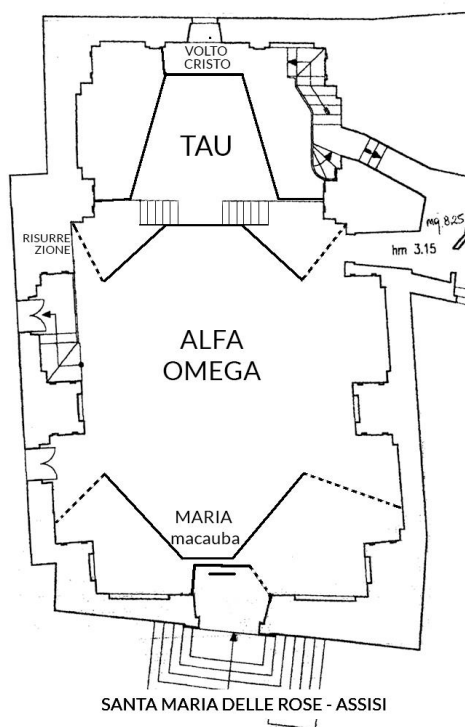 VOLTO
CRISTO
TAU
mq. 8.25
RISURRE
ZIONE
hm 3.15
ALFA
OMEGA
MARIA
macauba
SANTA MARIA DELLE ROSE - ASSISI